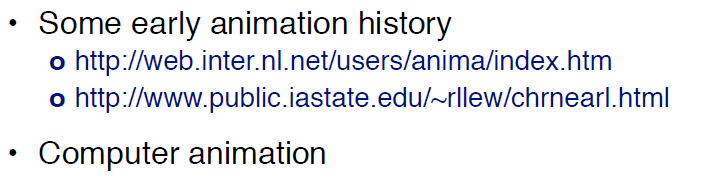 • Some early animation history
o http://web.inter.nl.net/users/anima/index.htm
o http://www.public.iastate.edu/~rllew/chrnearl.html
• Computer animation